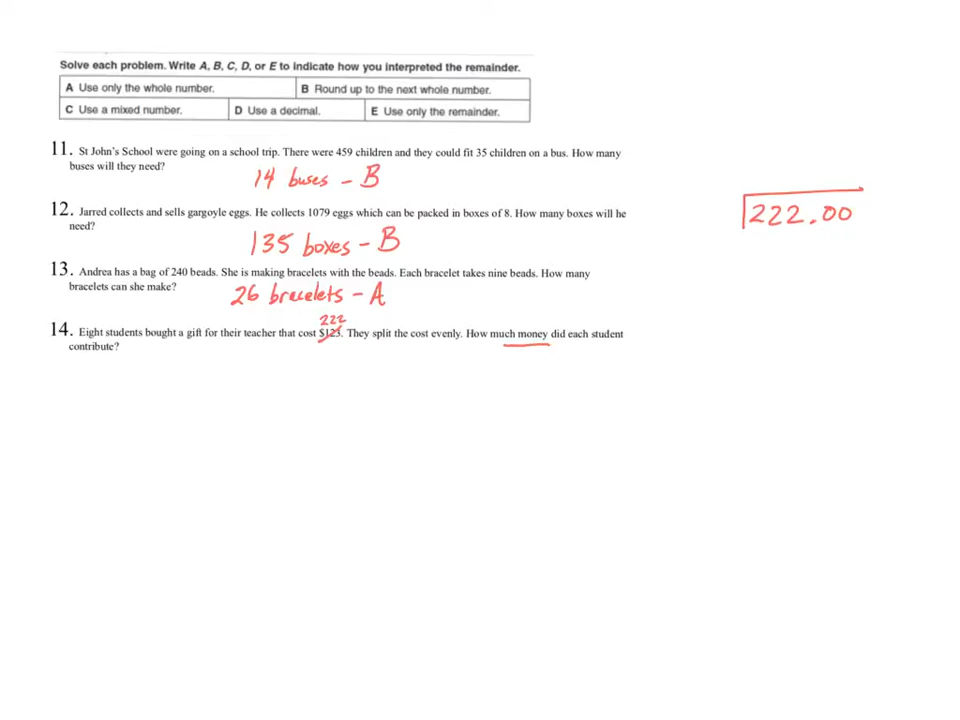 Solve each problem. Write A, B, C, D, or E to indicate how you interpreted the remainder.
A Use only the whole number.
B Round up to the next whole number.
C Use a mixed number.
D Use a decimal.
E Use only the remainder.
11. St John's School were going on a school trip. There were 459 children and they could fit 35 children on a bus. How many
buses will they need?
14 buses - B
12. Jarred collects and sells gargoyle eggs. He collects 1079 eggs which can be packed in boxes of 8. How many boxes will he
need?
135 boxes - B
13. Andrea has a bag of 240 beads. She is making bracelets with the beads. Each bracelet takes nine beads. How many
bracelets can she make?
26 bracelets - A
222
14. Eight students bought a gift for their teacher that cost $123. They split the cost evenly. How much money did each student
contribute?
222.00